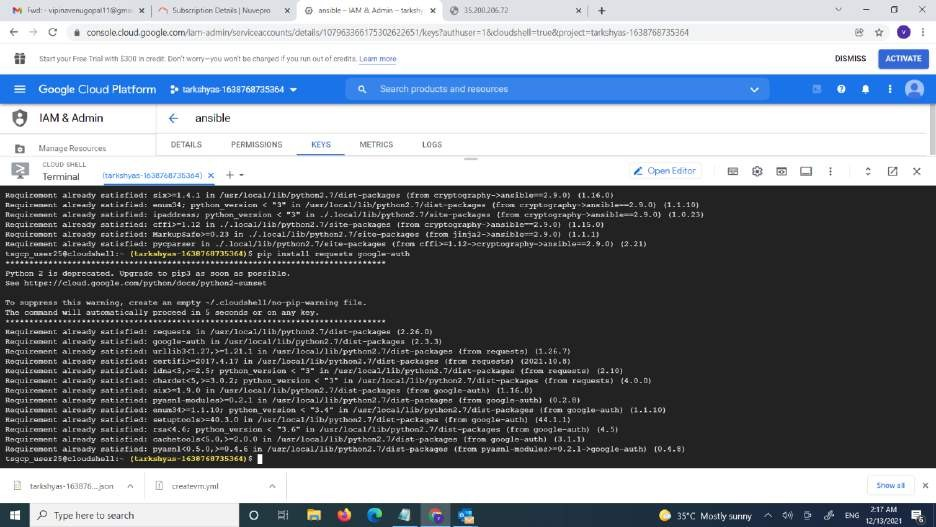 Fwd: - vipinavenugopal11@gma
Subscription Details | Nuvepro
ansible – IAM & Admin – tarkshy
35.200.206.72
console.cloud.google.com/iam-admin/serviceaccounts/details/107963366175302622651/keys?authuser=1&cloudshell=true&project=tarkshyas-1638768735364
Start your Free Trial with $300 in credit. Don't worry—you won't be charged if you run out of credits. Learn more
DISMISS
ACTIVATE
Google Cloud Platform
tarkshyas-1638768735364
Search products and resources
V
IAM & Admin
ansible
Manage Resources
DETAILS PERMISSIONS KEYS METRICS LOGS
CLOUD SHELL
Terminal
(tarkshyas-1638768735364)
Open Editor
Requirement already satisfied: six>=1.4.1 in /usr/local/lib/python2.7/dist-packages (from cryptography->ansible==2.9.0) (1.16.0)
Requirement already satisfied: enum34; python_version < "3" in /usr/local/lib/python2.7/dist-packages (from cryptography->ansible==2.9.0) (1.1.10)
Requirement already satisfied: ipaddress; python_version < "3" in ./.local/lib/python2.7/site-packages (from cryptography->ansible==2.9.0) (1.0.23)
Requirement already satisfied: cffi>=1.12 in ./.local/lib/python2.7/site-packages (from cryptography->ansible==2.9.0) (1.15.0)
Requirement already satisfied: MarkupSafe>=0.23 in ./.local/lib/python2.7/site-packages (from jinja2->ansible==2.9.0) (1.1.1)
Requirement already satisfied: pycparser in ./.local/lib/python2.7/site-packages (from cffi>=1.12->cryptography->ansible==2.9.0) (2.21)
tsgcp_user25@cloudshell:~ (tarkshyas-1638768735364)$ pip install requests google-auth
********************************************************************************
Python 2 is deprecated. Upgrade to pip3 as soon as possible.
See https://cloud.google.com/python/docs/python2-sunset
To suppress this warning, create an empty ~/.cloudshell/no-pip-warning file.
The command will automatically proceed in 5 seconds or on any key.
********************************************************************************
Requirement already satisfied: requests in /usr/local/lib/python2.7/dist-packages (2.26.0)
Requirement already satisfied: google-auth in /usr/local/lib/python2.7/dist-packages (2.3.3)
Requirement already satisfied: urllib3<1.27,>=1.21.1 in /usr/local/lib/python2.7/dist-packages (from requests) (1.26.7)
Requirement already satisfied: certifi>=2017.4.17 in /usr/local/lib/python2.7/dist-packages (from requests) (2021.10.8)
Requirement already satisfied: idna<3,>=2.5; python_version < "3" in /usr/local/lib/python2.7/dist-packages (from requests) (2.10)
Requirement already satisfied: chardet<5,>=3.0.2; python_version < "3" in /usr/local/lib/python2.7/dist-packages (from requests) (4.0.0)
Requirement already satisfied: six>=1.9.0 in /usr/local/lib/python2.7/dist-packages (from google-auth) (1.16.0)
Requirement already satisfied: pyasn1-modules>=0.2.1 in /usr/local/lib/python2.7/dist-packages (from google-auth) (0.2.8)
Requirement already satisfied: enum34>=1.1.10; python_version < "3.4" in /usr/local/lib/python2.7/dist-packages (from google-auth) (1.1.10)
Requirement already satisfied: setuptools>=40.3.0 in /usr/local/lib/python2.7/dist-packages (from google-auth) (44.1.1)
Requirement already satisfied: rsa<4.6; python_version < "3.6" in /usr/local/lib/python2.7/dist-packages (from google-auth) (4.5)
Requirement already satisfied: cachetools<5.0,>=2.0.0 in /usr/local/lib/python2.7/dist-packages (from google-auth) (3.1.1)
Requirement already satisfied: pyasn1<0.5.0,>=0.4.6 in /usr/local/lib/python2.7/dist-packages (from pyasn1-modules>=0.2.1->google-auth) (0.4.8)
tsgcp_user25@cloudshell:~ (tarkshyas-1638768735364)$
tarkshyas-163876....json
createvm.yml
Show all
Type here to search
35°C Mostly sunny
ENG
2:17 AM
12/13/2021
6